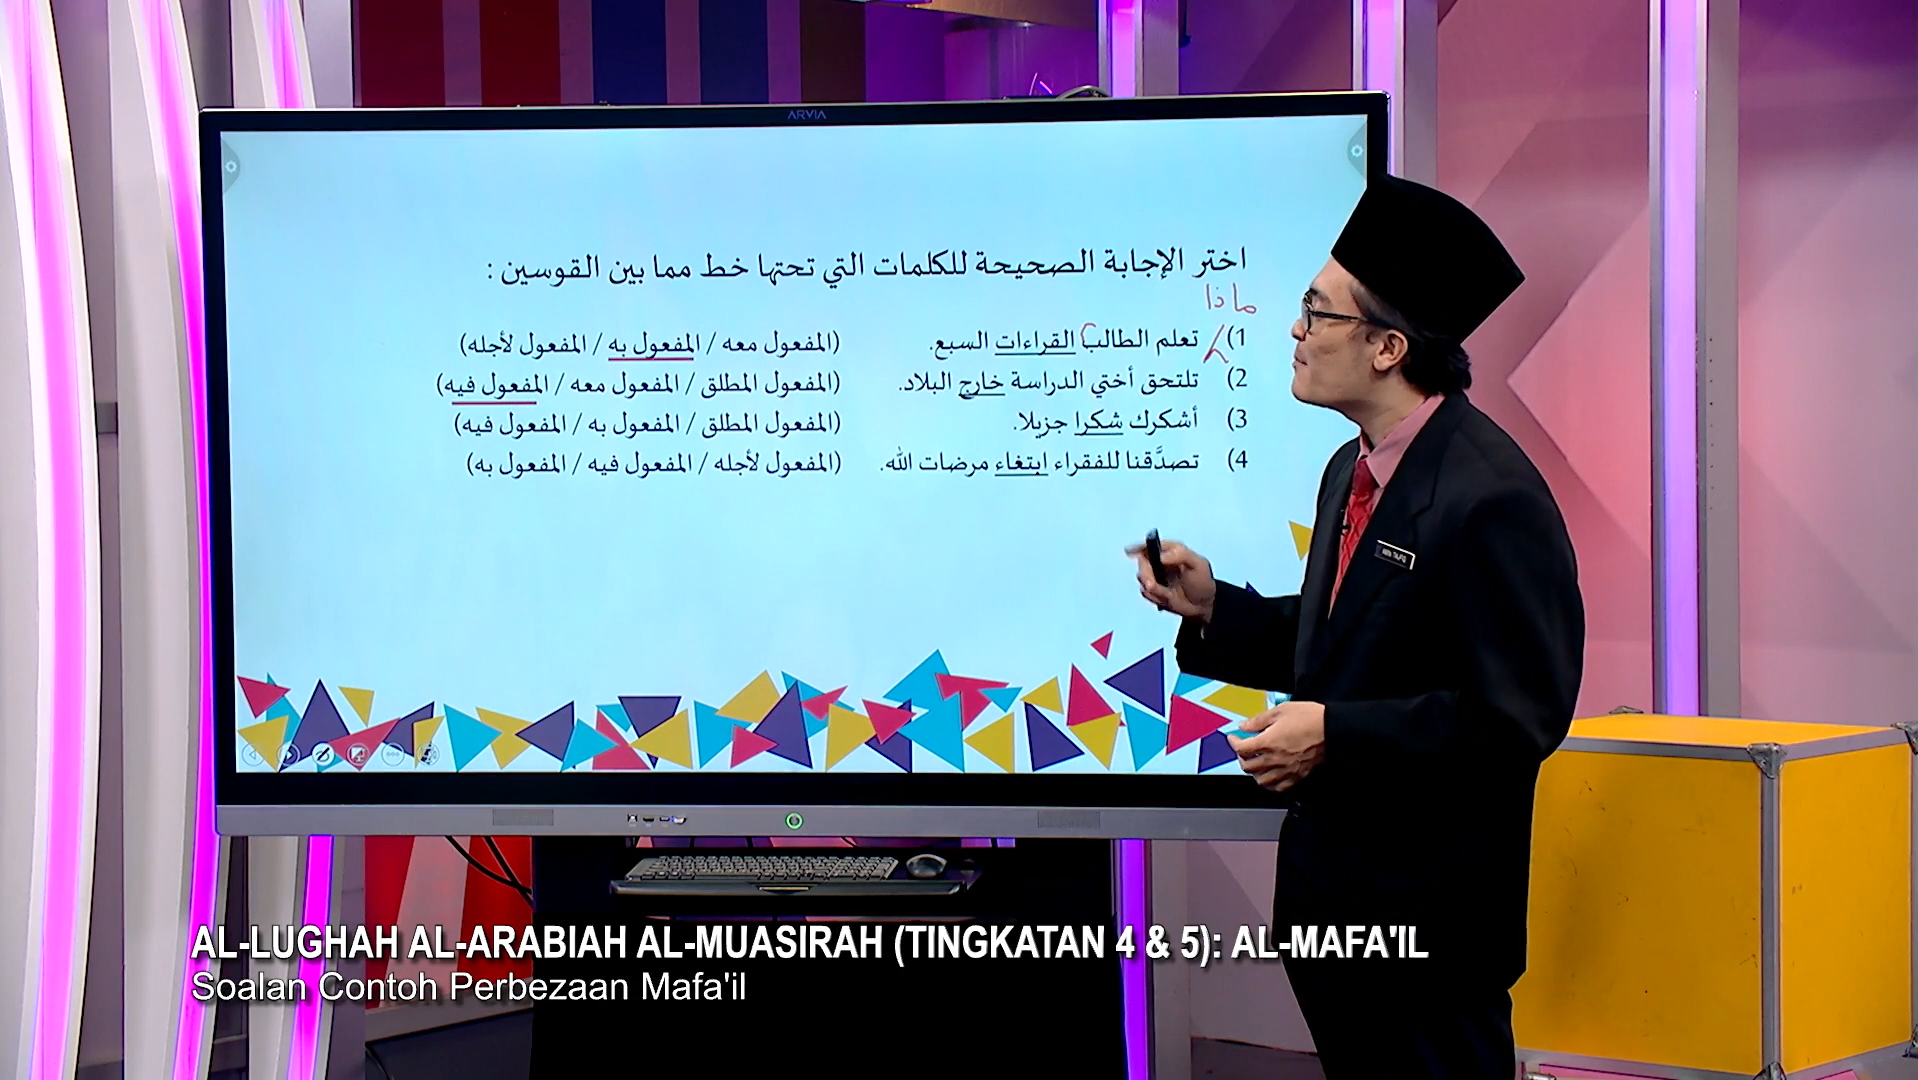 ARVIA
اختر الإجابة الصحيحة للكلمات التي تحتها خط مما بين القوسين :
ماذا
1) تعلم الطالب القراءات السبع. (المفعول معه / المفعول به / المفعول لأجله)
2) تلتحق أختي الدراسة خارج البلاد. (المفعول المطلق / المفعول معه / المفعول فيه)
3) أشكرك شكرا جزيلا. (المفعول المطلق / المفعول به / المفعول فيه)
4) تصدَّقنا للفقراء ابتغاء مرضات الله. (المفعول لأجله / المفعول فيه / المفعول به)
AL-LUGHAH AL-ARABIAH AL-MUASIRAH (TINGKATAN 4 & 5): AL-MAFA'IL
Soalan Contoh Perbezaan Mafa'il